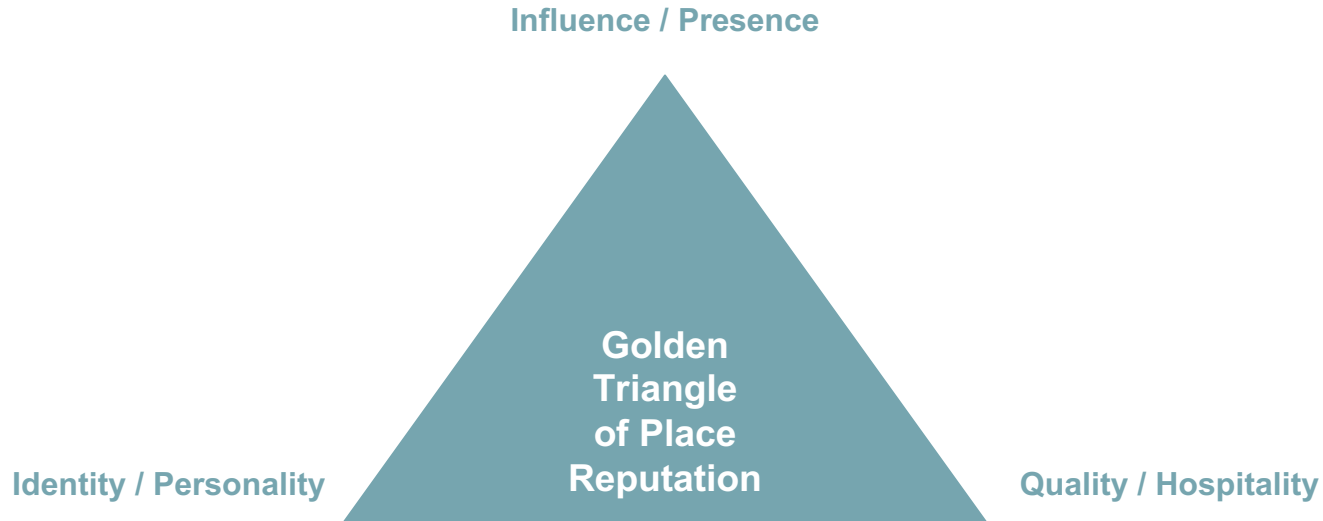 Influence / Presence
Golden
Triangle
of Place
Reputation
Identity / Personality
Quality / Hospitality